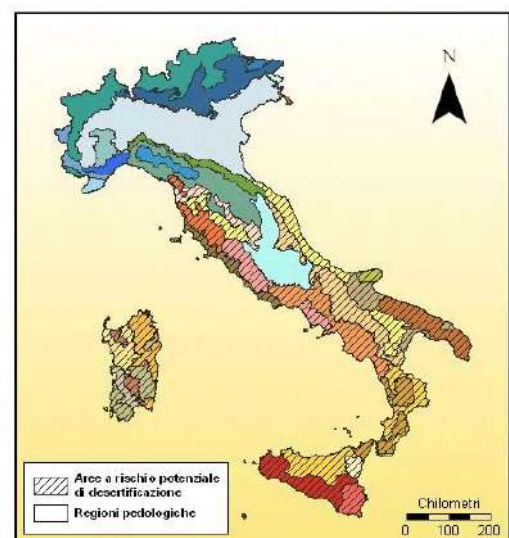 N
Aree a rischio potenziale
di desertificazione
Regioni pedologiche
Chilometri
0 100 200